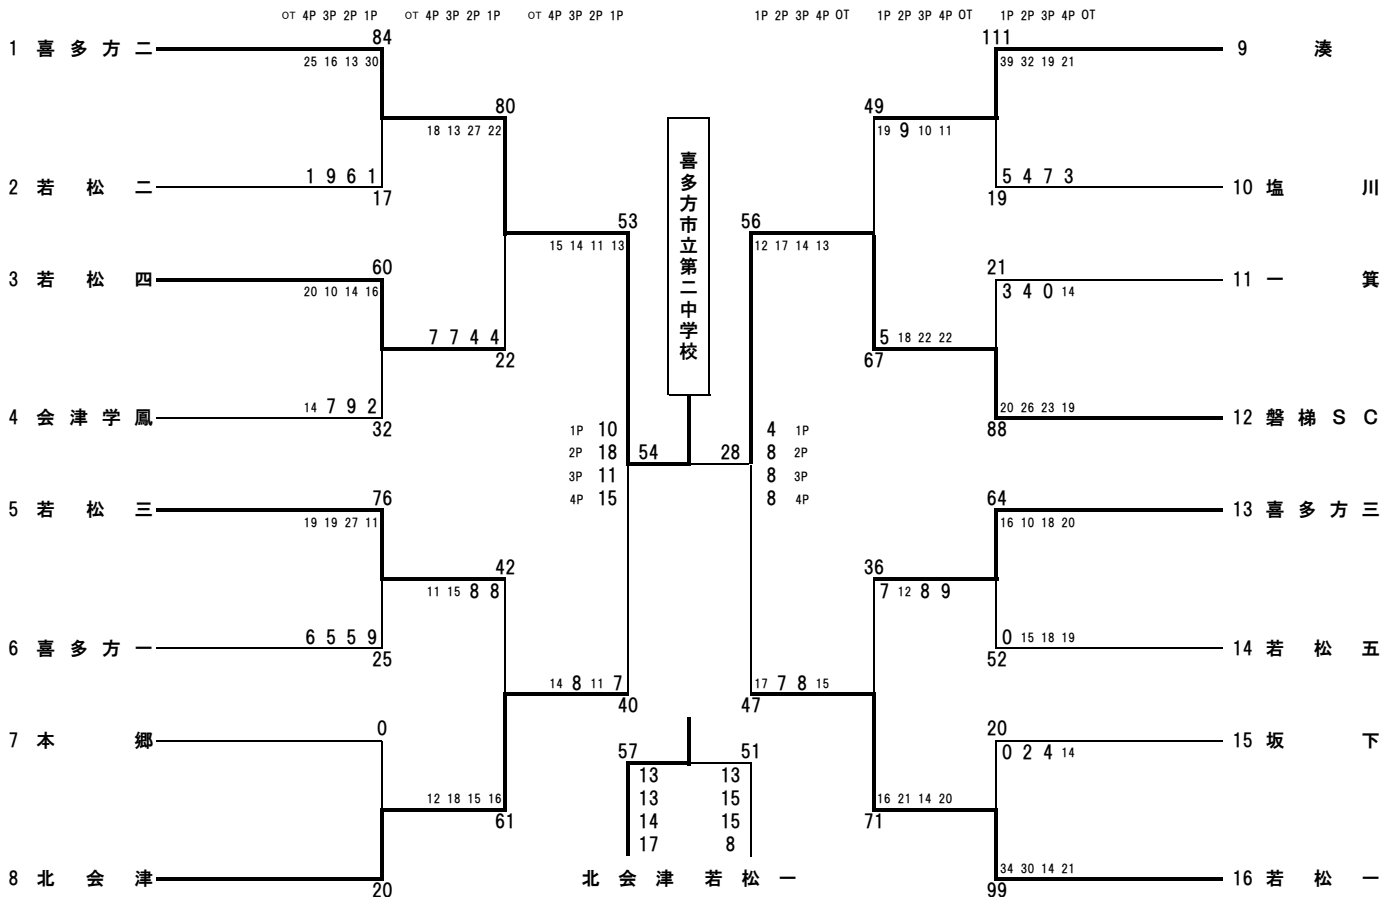 OT 4P 3P 2P 1P OT 4P 3P 2P 1P OT 4P 3P 2P 1P 1P 2P 3P 4P OT 1P 2P 3P 4P OT 1P 2P 3P 4P OT
84 111
1 喜多方二 9 湊
25 16 13 30 39 32 19 21
80 49
18 13 27 22 19 9 10 11
喜多方市立第二中学校
1 9 6 1 5 4 7 3
2 若松二 10 塩川
17 19
53 56
15 14 11 13 12 17 14 13
60 21
3 若松四 11 一箕
20 10 14 16 3 4 0 14
7 7 4 4 5 18 22 22
22 67
14 7 9 2 20 26 23 19
4 会津学鳳 12 磐梯SC
32 88
1P 10 4 1P
2P 18 54 28 8 2P
3P 11 8 3P
4P 15 8 4P
76 64
5 若松三 13 喜多方三
19 19 27 11 16 10 18 20
42 36
11 15 8 8 7 12 8 9
6 5 5 9 0 15 18 19
6 喜多方一 14 若松五
25 52
14 8 11 7 17 7 8 15
40 47
0 20
7 本郷 15 坂下
0 2 4 14
57 51
13 13
13 15
14 15
17 8
12 18 15 16 16 21 14 20
61 71
34 30 14 21
8 北会津 北会津 若松一 16 若松一
20 99